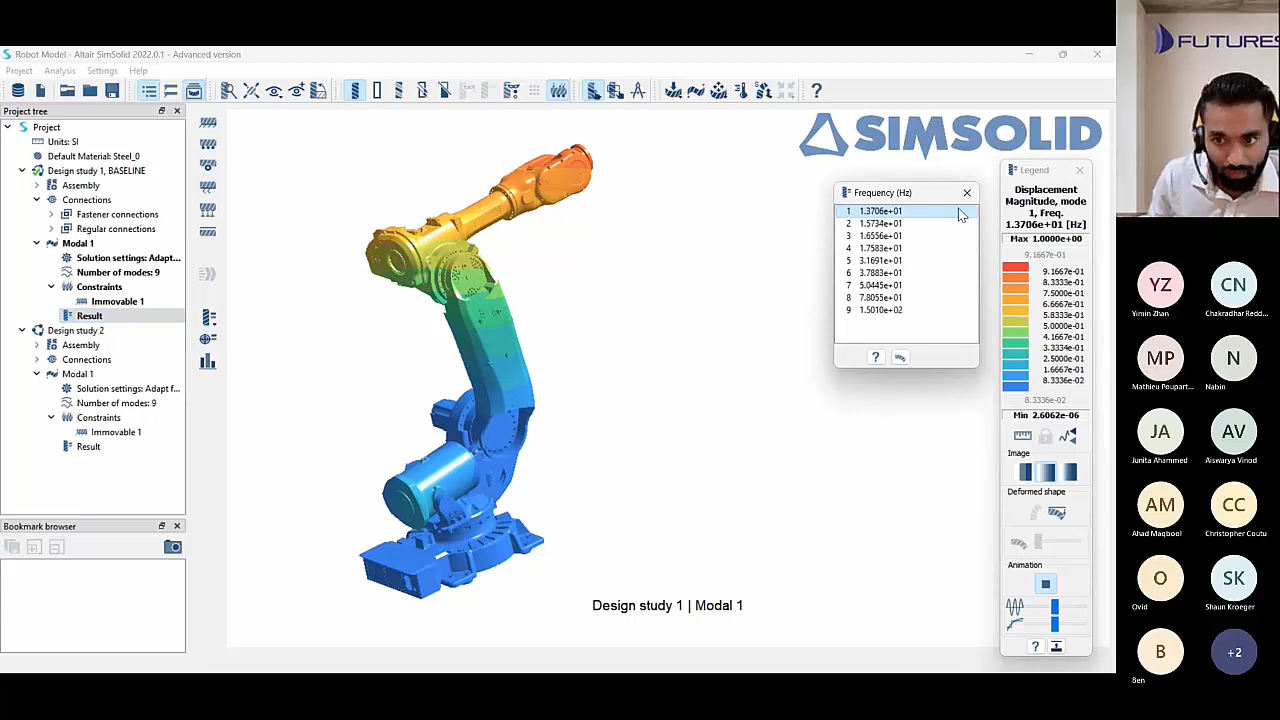 Robot Model - Altair SimSolid 2022.0.1 - Advanced version
Project Analysis Settings Help
Project tree
Project
Units: SI
Default Material: Steel_0
Design study 1, BASELINE
Assembly
Connections
Fastener connections
Regular connections
Modal 1
Solution settings: Adapt...
Number of modes: 9
Constraints
Immovable 1
Result
Design study 2
Assembly
Connections
Modal 1
Solution settings: Adapt f...
Number of modes: 9
Constraints
Immovable 1
Result
Bookmark browser
SIMSOLID
Frequency (Hz)
1 1.3706e+01
2 1.5734e+01
3 1.6556e+01
4 1.7583e+01
5 3.1691e+01
6 3.7883e+01
7 5.0445e+01
8 7.8055e+01
9 1.5010e+02
?
Legend
Displacement
Magnitude, mode
1, Freq.
1.3706e+01 [Hz]
Max 1.0000e+00
9.1667e-01
9.1667e-01
8.3333e-01
7.5000e-01
6.6667e-01
5.8333e-01
5.0000e-01
4.1667e-01
3.3334e-01
2.5000e-01
1.6667e-01
8.3336e-02
8.3336e-02
Min 2.6062e-06
Image
Deformed shape
Animation
?
Design study 1 | Modal 1
FUTURES
YZ
Yimin Zhan
CN
Chakradhar Redd...
MP
Mathieu Poupart-...
N
Nabin
JA
Junita Ahammed
AV
Aiswarya Vinod
AM
Ahad Maqbool
CC
Christopher Coutu
O
Ovid
SK
Shaun Kroeger
B
Ben
+2